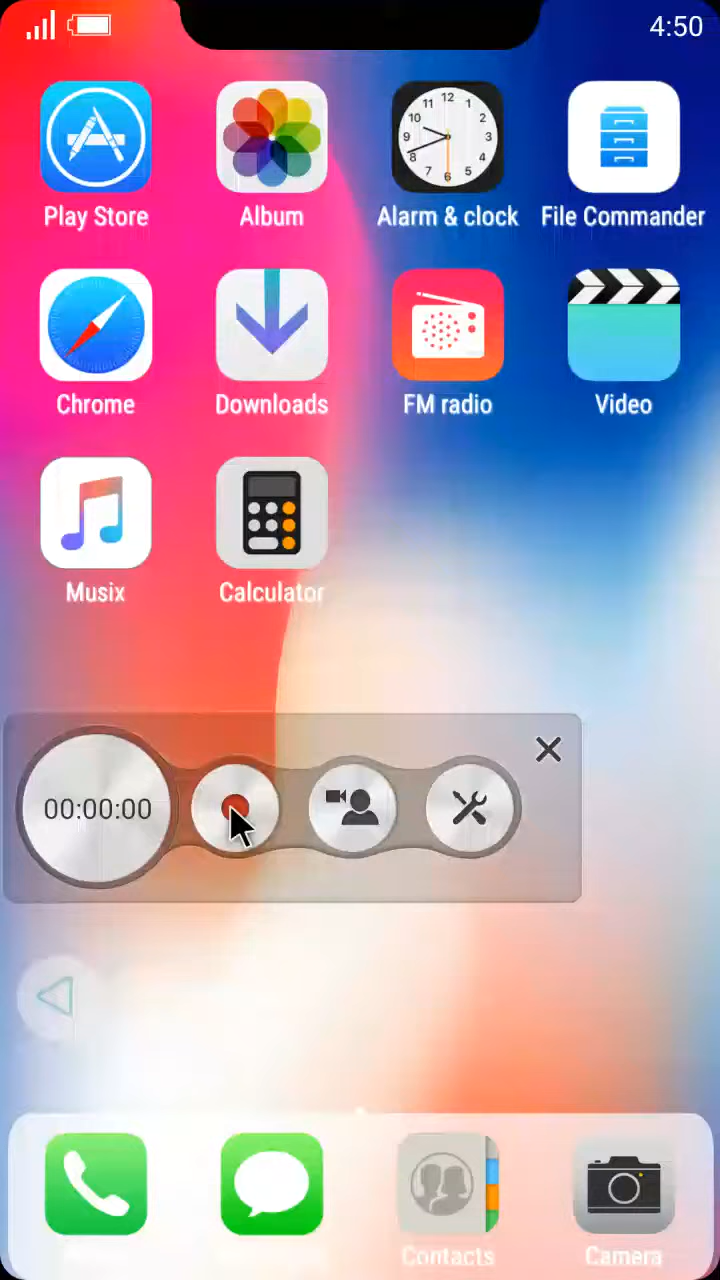 4:50
Play Store
Album
Alarm & clock
File Commander
Chrome
Downloads
FM radio
Video
Musix
Calculator
00:00:00
Contacts
Camera